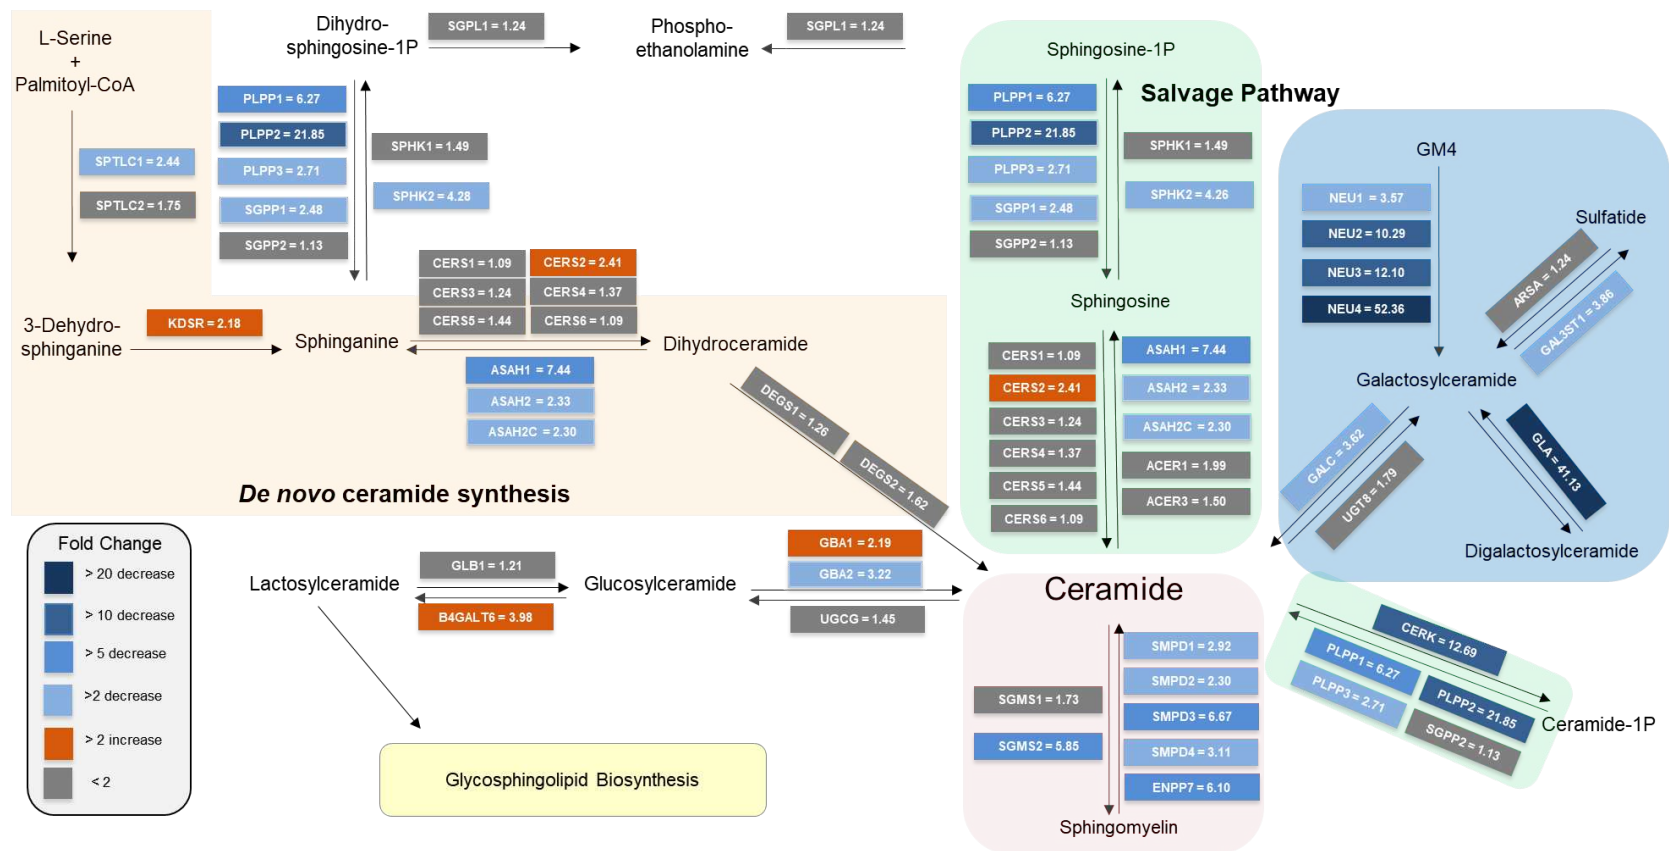 L-Serine
+
Palmitoyl-CoA
SPTLC1 = 2.44
SPTLC2 = 1.75
3-Dehydro-
sphinganine
KDSR = 2.18
Sphinganine
Dihydro-
sphingosine-1P
SGPL1 = 1.24
Phospho-
ethanolamine
SGPL1 = 1.24
PLPP1 = 6.27
PLPP2 = 21.85
PLPP3 = 2.71
SGPP1 = 2.48
SGPP2 = 1.13
SPHK1 = 1.49
SPHK2 = 4.28
CERS1 = 1.09
CERS2 = 2.41
CERS3 = 1.24
CERS4 = 1.37
CERS5 = 1.44
CERS6 = 1.09
Dihydroceramide
ASAH1 = 7.44
ASAH2 = 2.33
ASAH2C = 2.30
DEGS1 = 1.26
DEGS2 = 1.62
De novo ceramide synthesis
Sphingosine-1P
Salvage Pathway
PLPP1 = 6.27
PLPP2 = 21.85
PLPP3 = 2.71
SGPP1 = 2.48
SGPP2 = 1.13
SPHK1 = 1.49
SPHK2 = 4.26
Sphingosine
CERS1 = 1.09
CERS2 = 2.41
CERS3 = 1.24
CERS4 = 1.37
CERS5 = 1.44
CERS6 = 1.09
ASAH1 = 7.44
ASAH2 = 2.33
ASAH2C = 2.30
ACER1 = 1.99
ACER3 = 1.50
GM4
NEU1 = 3.57
NEU2 = 10.29
NEU3 = 12.10
NEU4 = 52.36
Sulfatide
ARSA = 1.24
GAL3ST1 = 3.86
Galactosylceramide
GALC = 3.62
UGT8 = 1.79
GLA = 41.13
Digalactosylceramide
Fold Change
> 20 decrease
> 10 decrease
> 5 decrease
>2 decrease
> 2 increase
< 2
Lactosylceramide
GLB1 = 1.21
B4GALT6 = 3.98
Glucosylceramide
GBA1 = 2.19
GBA2 = 3.22
UGCG = 1.45
Ceramide
SGMS1 = 1.73
SGMS2 = 5.85
SMPD1 = 2.92
SMPD2 = 2.30
SMPD3 = 6.67
SMPD4 = 3.11
ENPP7 = 6.10
Sphingomyelin
CERK = 12.69
PLPP1 = 6.27
PLPP3 = 2.71
PLPP2 = 21.85
SGPP2 = 1.13
Ceramide-1P
Glycosphingolipid Biosynthesis